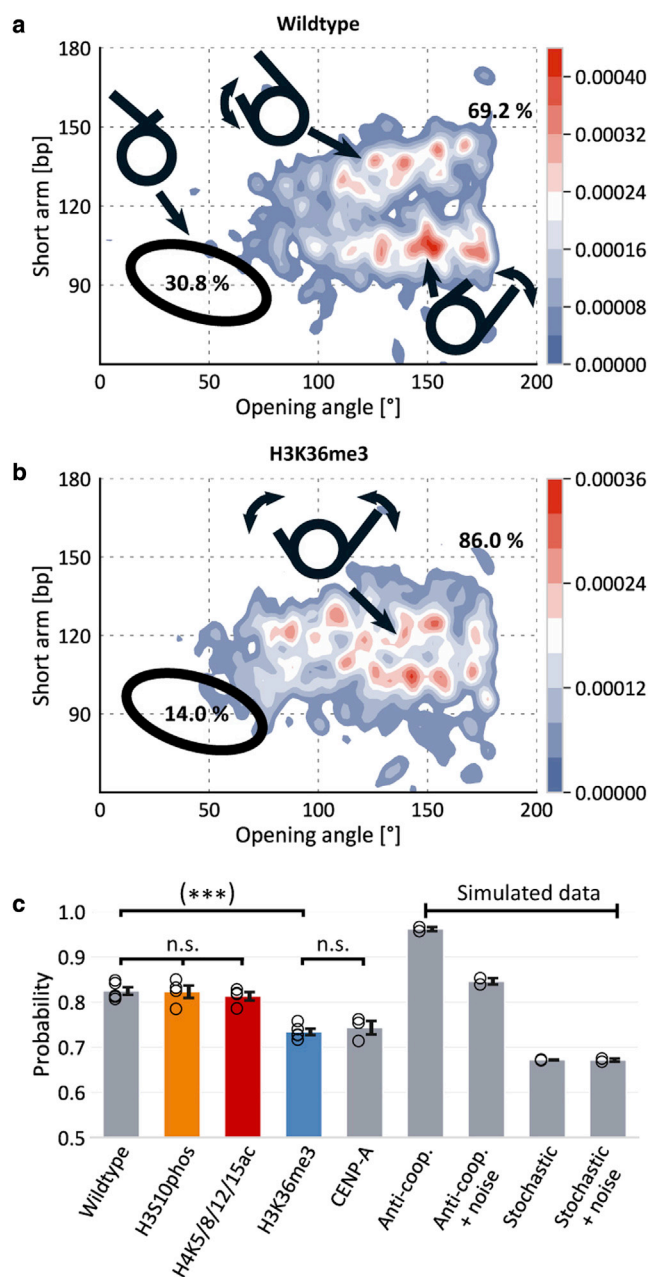 a
Wildtype
180
150
120
90
Short arm [bp]
69.2 %
30.8 %
0 50 100 150 200
Opening angle [°]
0.00040
0.00032
0.00024
0.00016
0.00008
0.00000
b
H3K36me3
180
150
120
90
Short arm [bp]
86.0 %
14.0 %
0 50 100 150 200
Opening angle [°]
0.00036
0.00024
0.00012
0.00000
c
(***)
Simulated data
n.s.
n.s.
1.0
0.9
0.8
0.7
0.6
0.5
Probability
Wildtype
H3S10phos
H4K5/8/12/15ac
H3K36me3
CENP-A
Anti-coop.
Anti-coop.
+ noise
Stochastic
Stochastic
+ noise